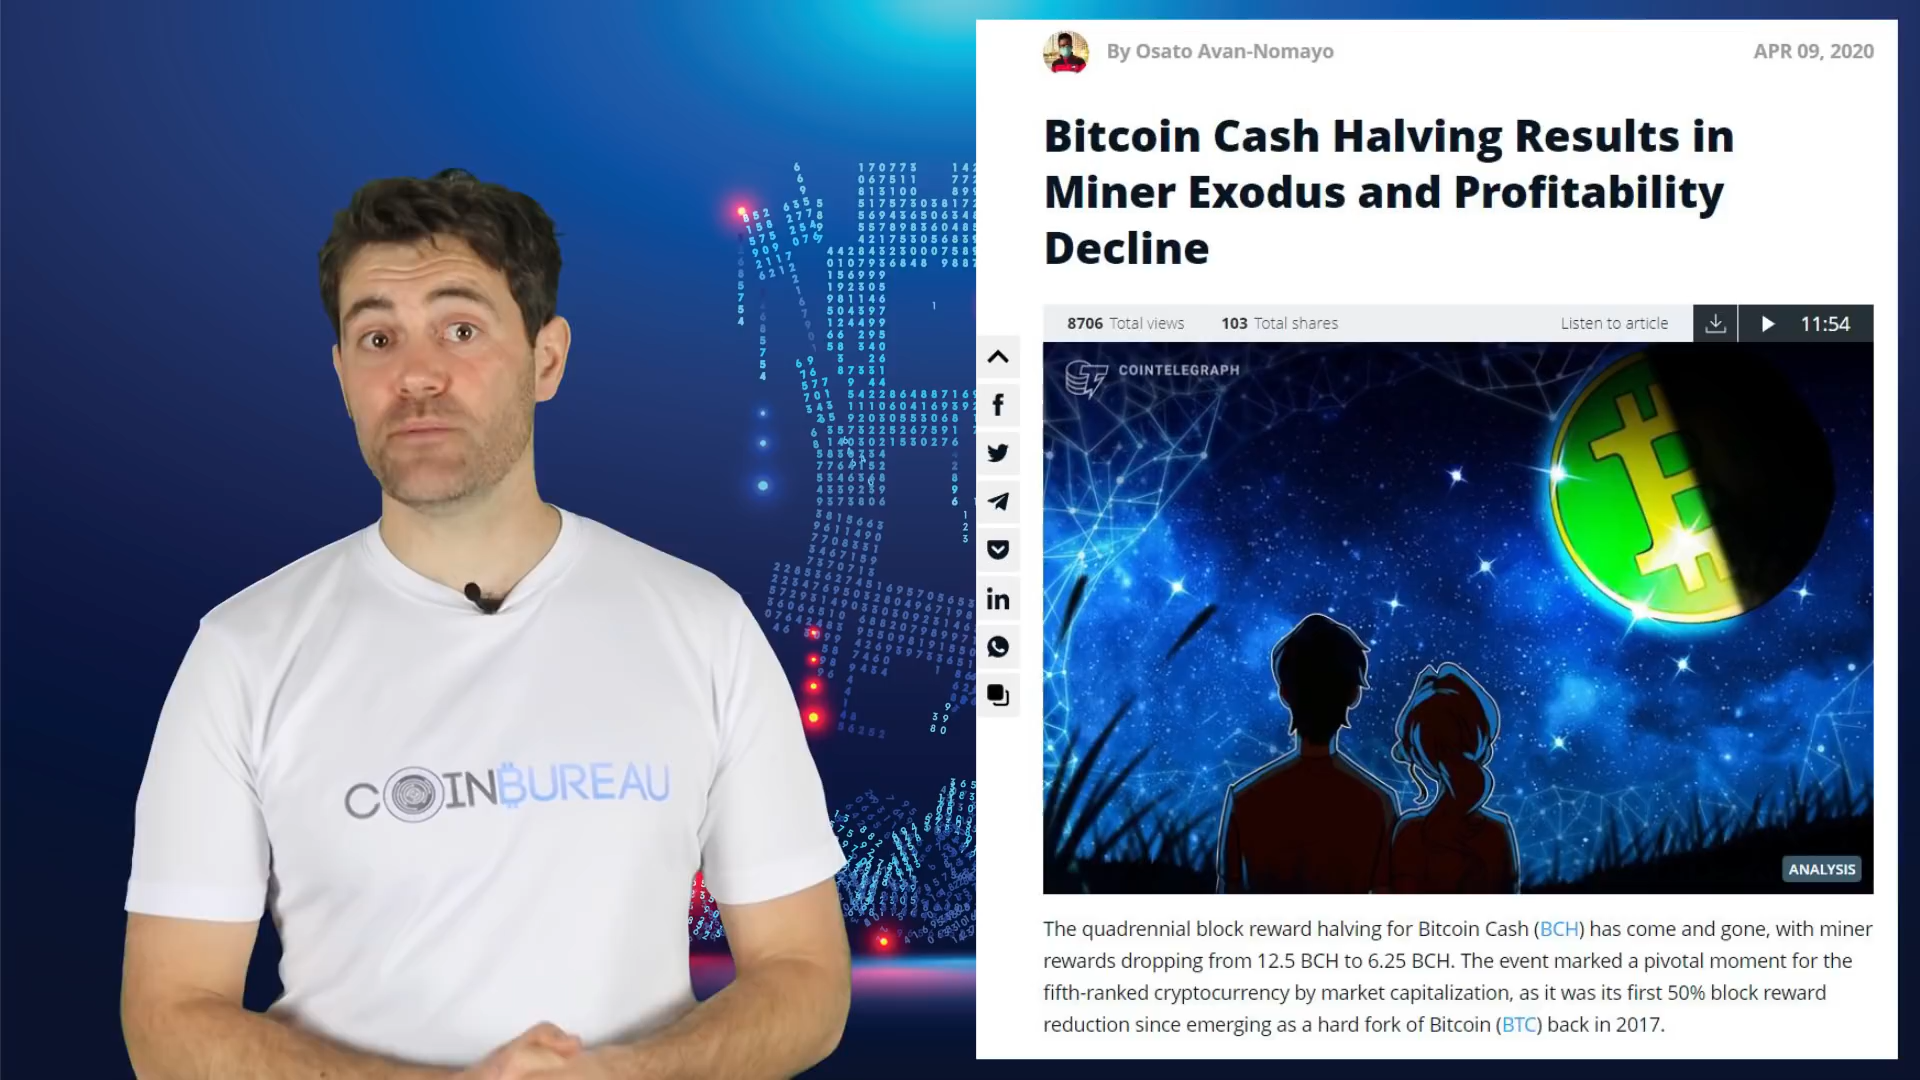 By Osato Avan-Nomayo
APR 09, 2020
Bitcoin Cash Halving Results in
Miner Exodus and Profitability
Decline
8706 Total views
103 Total shares
Listen to article
11:54
COINTELEGRAPH
ANALYSIS
COINBUREAU
The quadrennial block reward halving for Bitcoin Cash (BCH) has come and gone, with miner
rewards dropping from 12.5 BCH to 6.25 BCH. The event marked a pivotal moment for the
fifth-ranked cryptocurrency by market capitalization, as it was its first 50% block reward
reduction since emerging as a hard fork of Bitcoin (BTC) back in 2017.